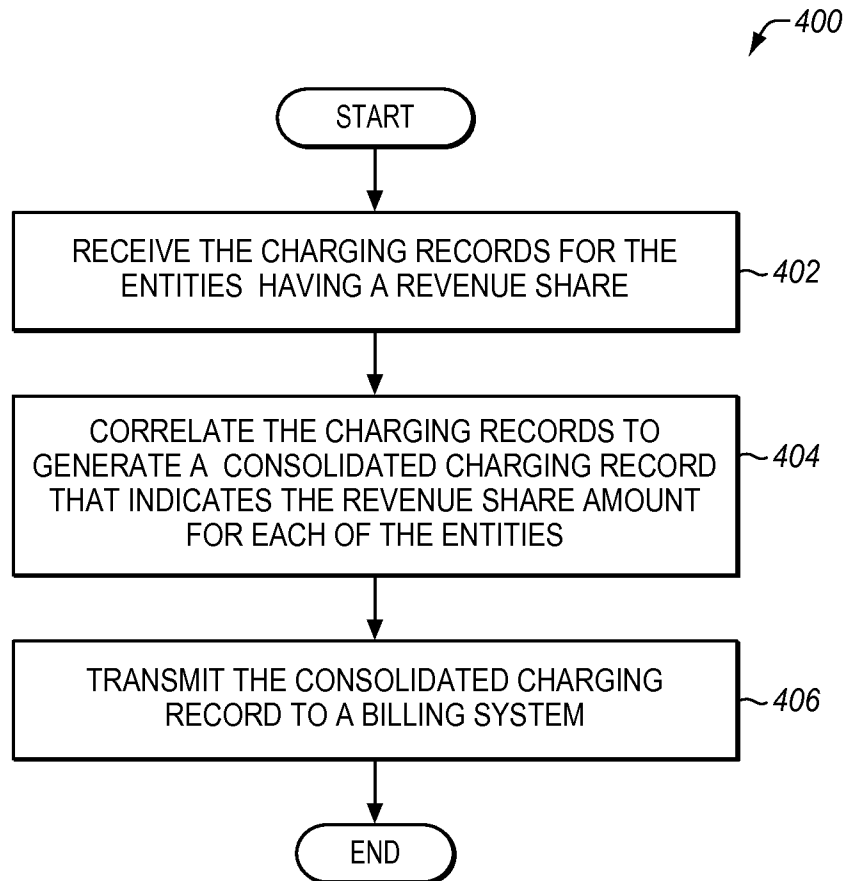 400
START
RECEIVE THE CHARGING RECORDS FOR THE
ENTITIES HAVING A REVENUE SHARE
402
CORRELATE THE CHARGING RECORDS TO
GENERATE A CONSOLIDATED CHARGING RECORD
THAT INDICATES THE REVENUE SHARE AMOUNT
FOR EACH OF THE ENTITIES
404
TRANSMIT THE CONSOLIDATED CHARGING
RECORD TO A BILLING SYSTEM
406
END